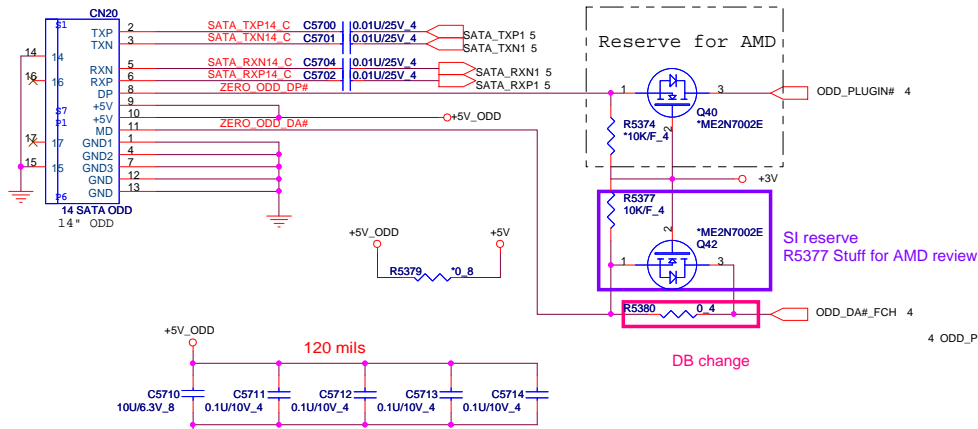 CN20
S1
TXP 2 SATA_TXP14_C C5700 0.01U/25V_4 SATA_TXP1 5
TXN 3 SATA_TXN14_C C5701 0.01U/25V_4 SATA_TXN1 5
14 14
RXN 5 SATA_RXN14_C C5704 0.01U/25V_4 SATA_RXN1 5
RXP 6 SATA_RXP14_C C5702 0.01U/25V_4 SATA_RXP1 5
16 16
DP 8 ZERO_ODD_DP#
+5V 9
S7
+5V 10 +5V_ODD
P1
MD 11 ZERO_ODD_DA#
17 17
GND1 1
GND2 4
15 15
GND3 7
GND 12
GND 13
P6
14 SATA ODD
14" ODD
Reserve for AMD
1 3 ODD_PLUGIN# 4
Q40
*ME2N7002E
2
R5374
*10K/F_4
+3V
R5377
10K/F_4
2
*ME2N7002E
Q42
1 3
SI reserve
R5377 Stuff for AMD review
R5380 0_4
ODD_DA#_FCH 4
4 ODD_P
DB change
+5V_ODD +5V
R5379 *0_8
+5V_ODD
120 mils
C5710
10U/6.3V_8
C5711
0.1U/10V_4
C5712
0.1U/10V_4
C5713
0.1U/10V_4
C5714
0.1U/10V_4